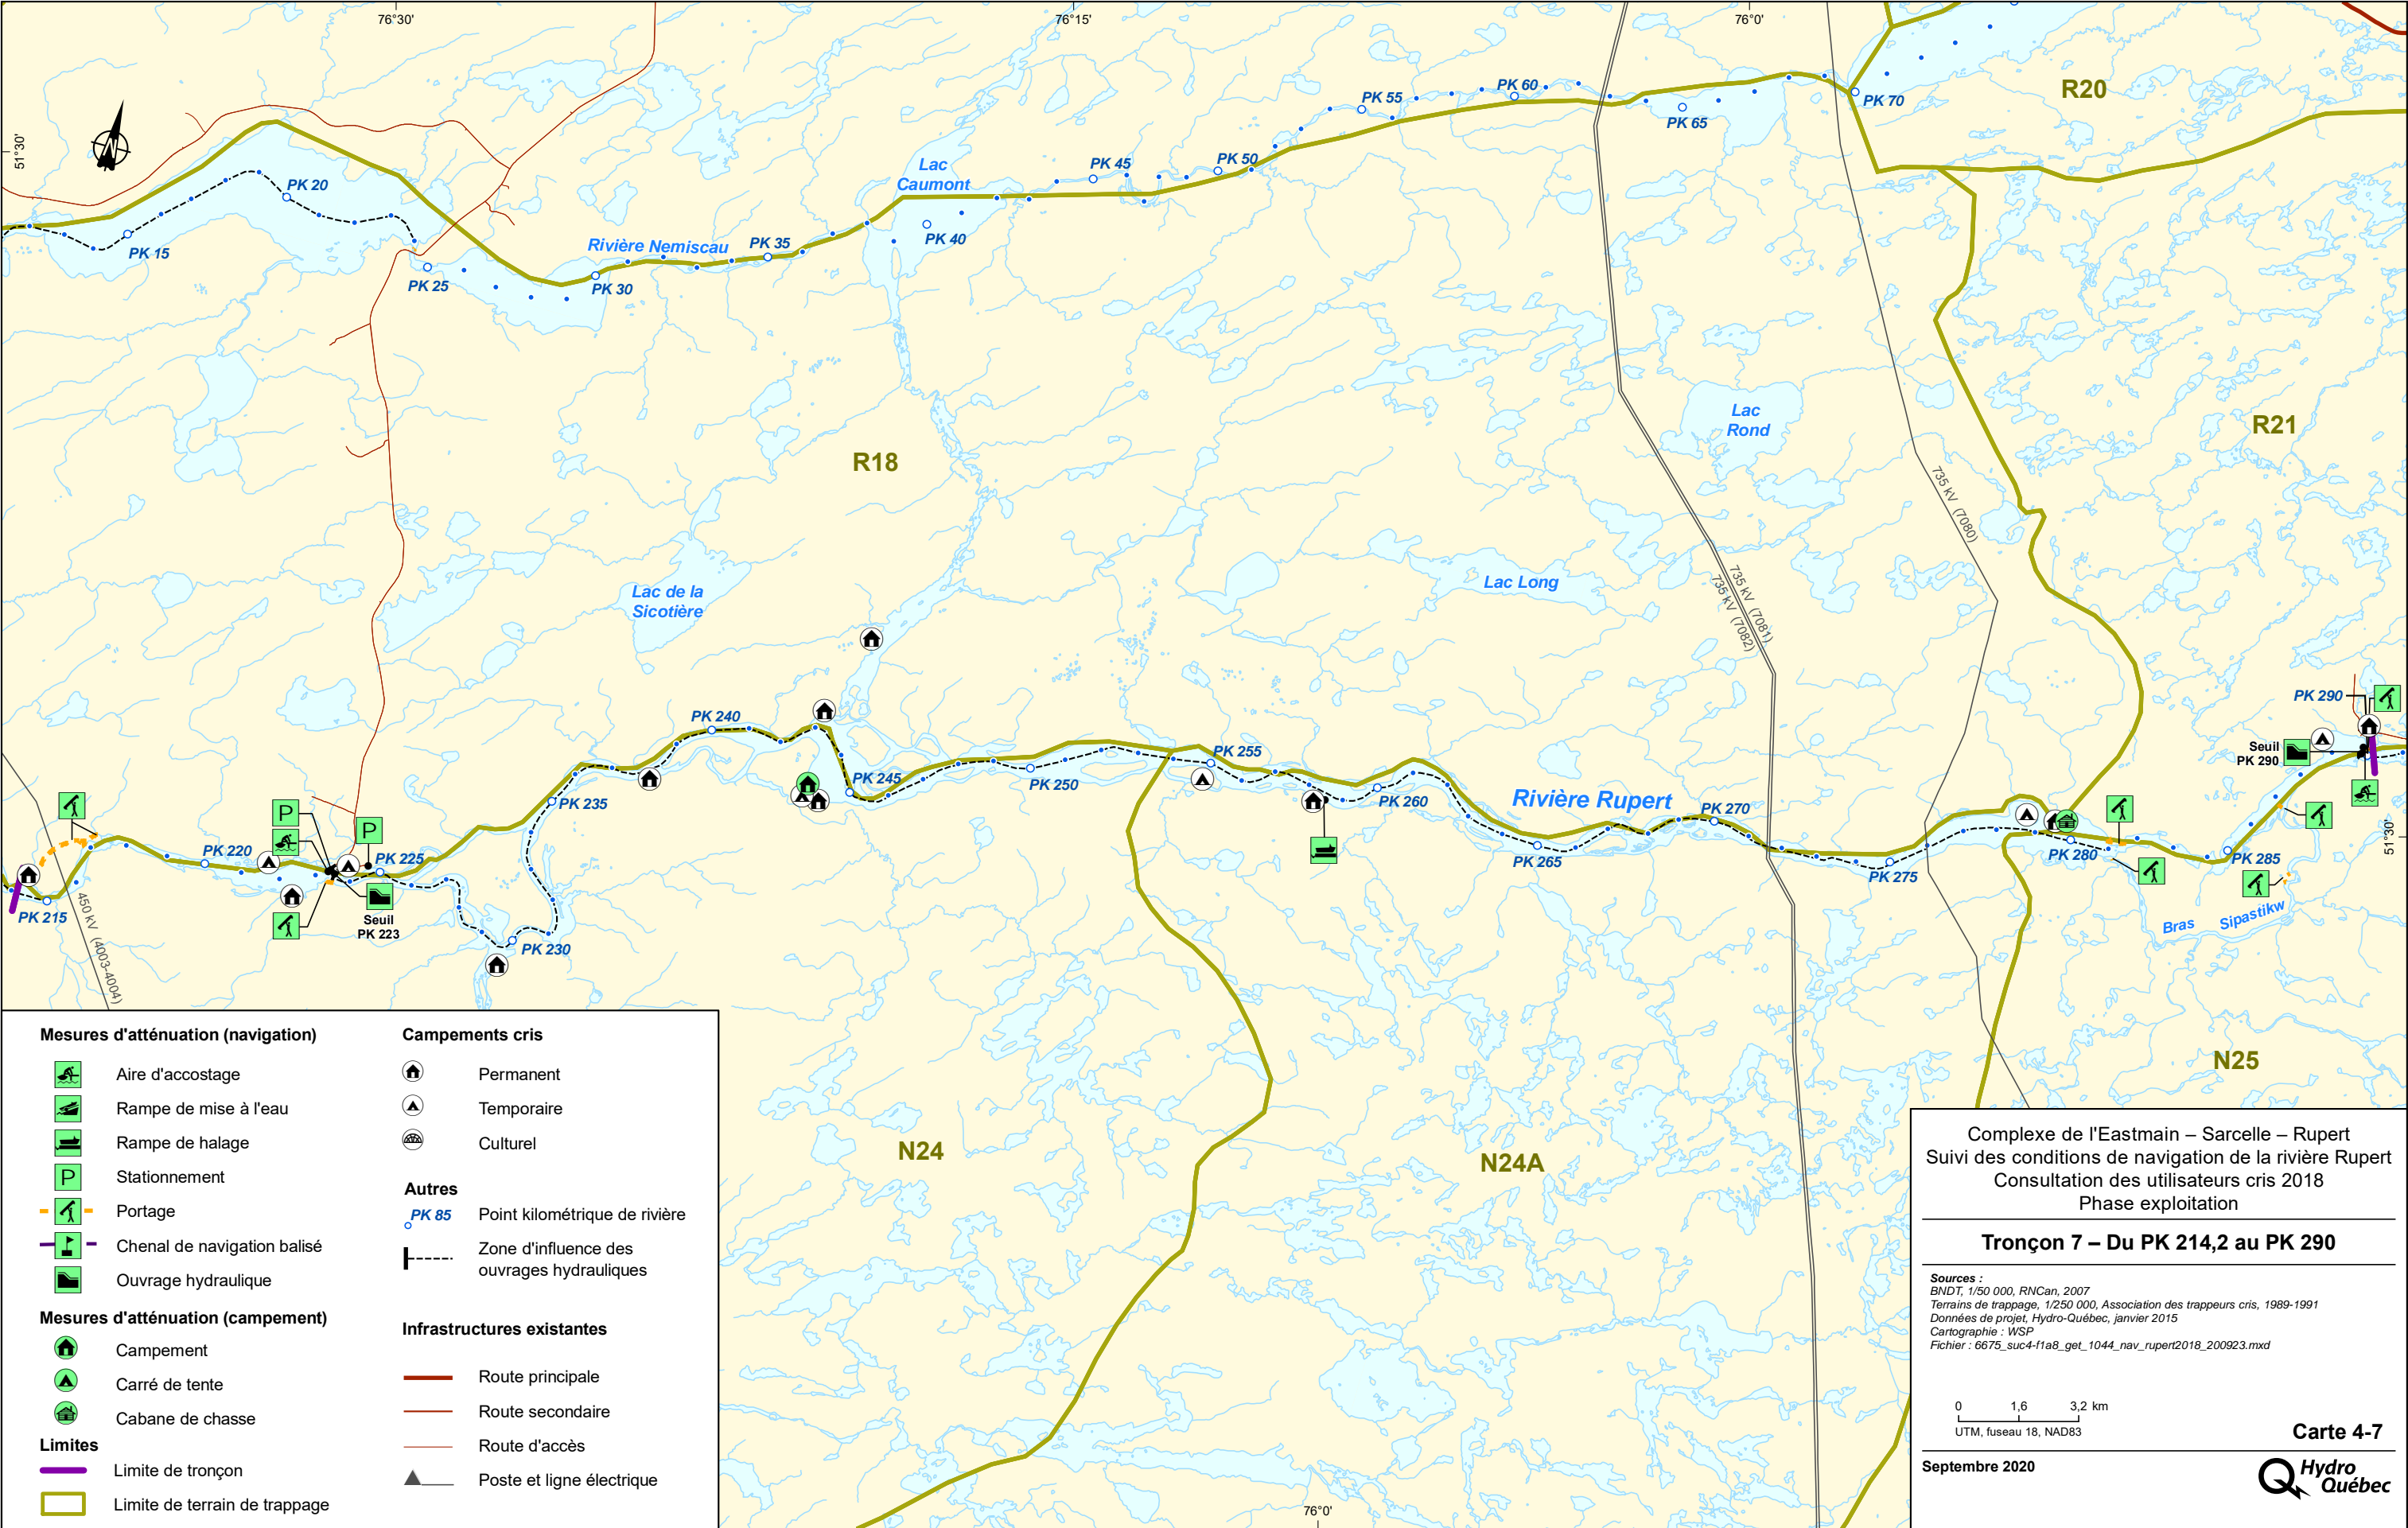 76°30'
76°15'
76°0'
51°30'
R20
PK 70
PK 65
PK 60
PK 55
PK 50
PK 45
Lac
Caumont
PK 40
PK 35
Rivière Nemiscau
PK 30
PK 25
PK 20
PK 15
R18
Lac
Rond
R21
735 kV (7080)
735 kV (7081)
735 kV (7082)
Lac Long
Lac de la
Sicotière
PK 290
Seuil
PK 290
PK 240
PK 245
PK 250
PK 255
PK 260
Rivière Rupert
PK 265
PK 270
PK 275
PK 280
PK 285
51°30'
Bras Sipastikw
PK 235
PK 230
P
P
PK 225
PK 220
Seuil
PK 223
PK 215
450 kV (4003-4004)
N25
N24
N24A
76°0'
Mesures d'atténuation (navigation)
Aire d'accostage
Rampe de mise à l'eau
Rampe de halage
P Stationnement
Portage
Chenal de navigation balisé
Ouvrage hydraulique
Mesures d'atténuation (campement)
Campement
Carré de tente
Cabane de chasse
Limites
Limite de tronçon
Limite de terrain de trappage
Campements cris
Permanent
Temporaire
Culturel
Autres
PK 85 Point kilométrique de rivière
Zone d'influence des
ouvrages hydrauliques
Infrastructures existantes
Route principale
Route secondaire
Route d'accès
Poste et ligne électrique
Complexe de l'Eastmain – Sarcelle – Rupert
Suivi des conditions de navigation de la rivière Rupert
Consultation des utilisateurs cris 2018
Phase exploitation
Tronçon 7 – Du PK 214,2 au PK 290
Sources :
BNDT, 1/50 000, RNCan, 2007
Terrains de trappage, 1/250 000, Association des trappeurs cris, 1989-1991
Données de projet, Hydro-Québec, janvier 2015
Cartographie : WSP
Fichier : 6675_suc4-f1a8_get_1044_nav_rupert2018_200923.mxd
0 1,6 3,2 km
UTM, fuseau 18, NAD83
Carte 4-7
Septembre 2020
Hydro
Québec